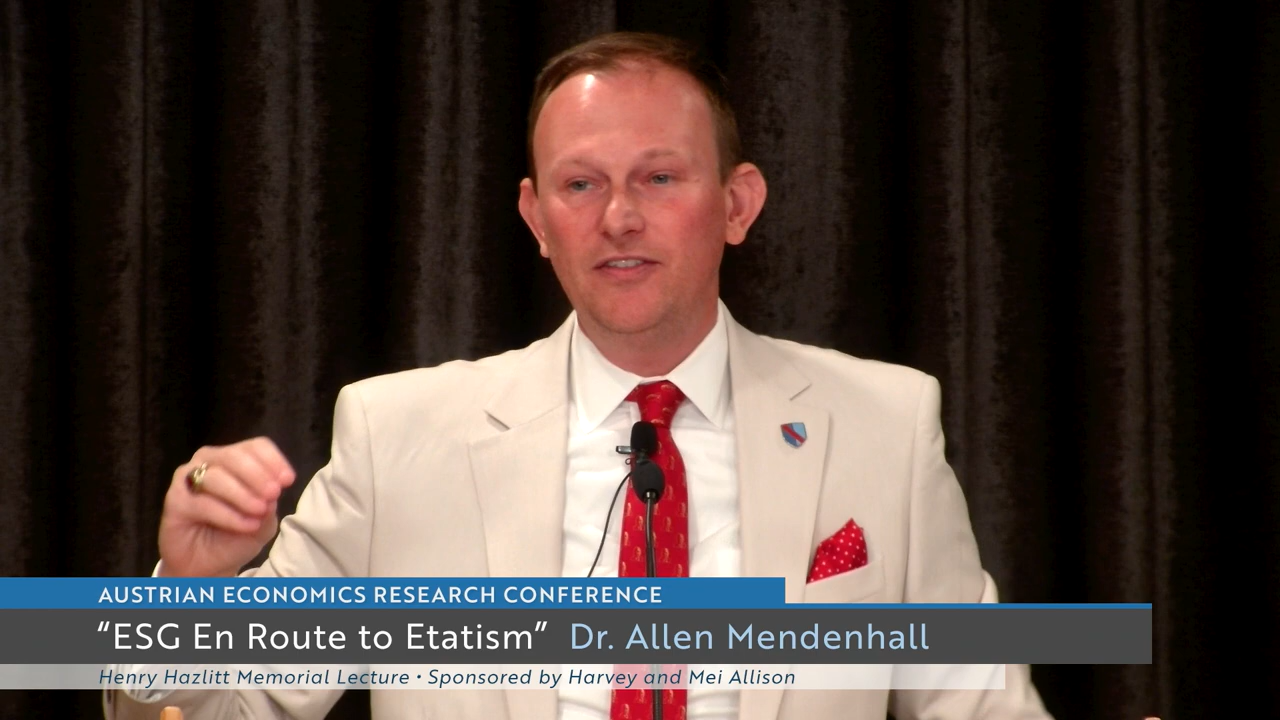 AUSTRIAN ECONOMICS RESEARCH CONFERENCE
“ESG En Route to Etatism” Dr. Allen Mendenhall
Henry Hazlitt Memorial Lecture • Sponsored by Harvey and Mei Allison